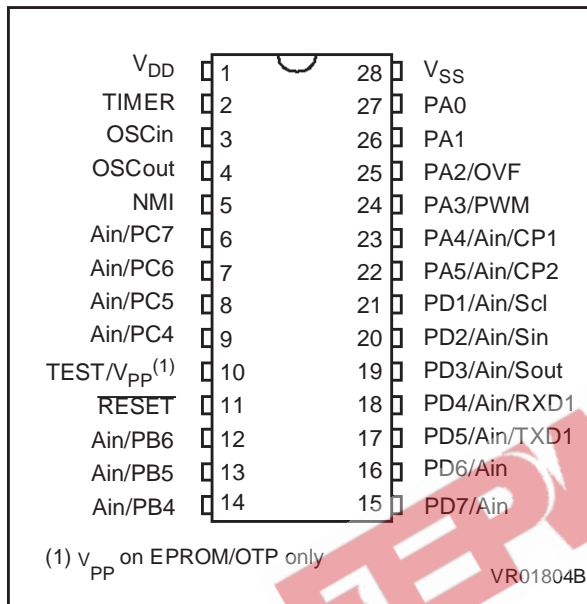 V_DD 1 28 V_SS
TIMER 2 27 PA0
OSCin 3 26 PA1
OSCout 4 25 PA2/OVF
NMI 5 24 PA3/PWM
Ain/PC7 6 23 PA4/Ain/CP1
Ain/PC6 7 22 PA5/Ain/CP2
Ain/PC5 8 21 PD1/Ain/Scl
Ain/PC4 9 20 PD2/Ain/Sin
TEST/V_PP(1) 10 19 PD3/Ain/Sout
RESET 11 18 PD4/Ain/RXD1
Ain/PB6 12 17 PD5/Ain/TXD1
Ain/PB5 13 16 PD6/Ain
Ain/PB4 14 15 PD7/Ain
(1) V_PP on EPROM/OTP only
VR01804B